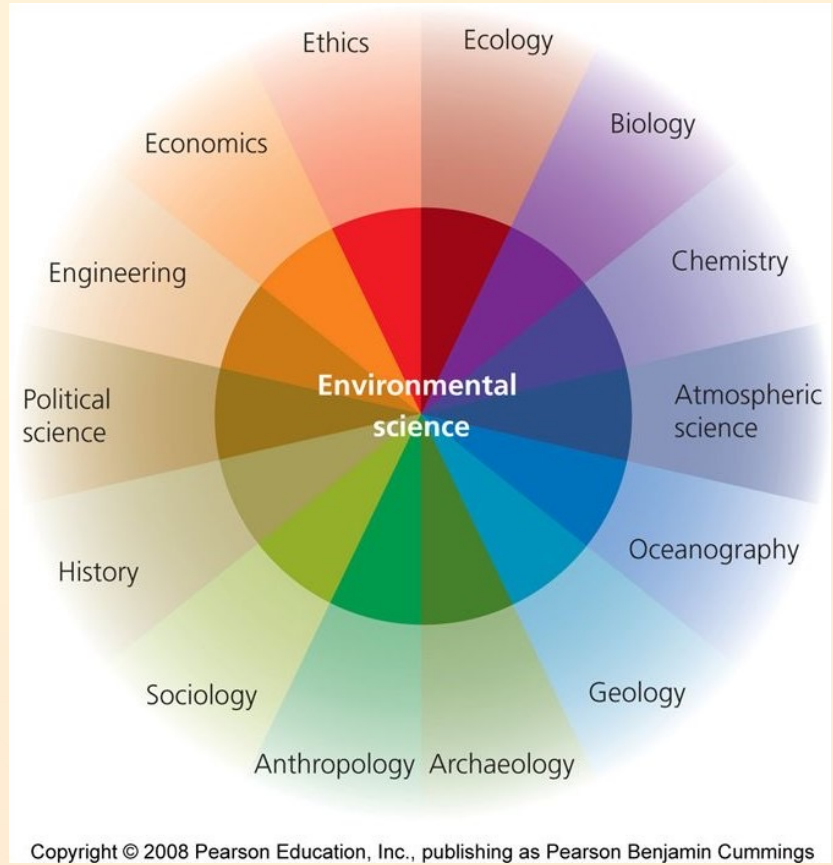 Ethics
Ecology
Biology
Chemistry
Atmospheric
science
Oceanography
Geology
Archaeology
Anthropology
Sociology
History
Political
science
Engineering
Economics
Environmental
science
Copyright © 2008 Pearson Education, Inc., publishing as Pearson Benjamin Cummings